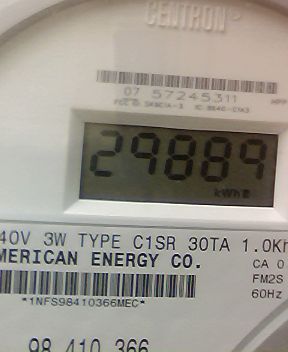 CENTRON®
07 57245311
29889
kWh
40V 3W TYPE C1SR 30TA 1.0Kh
MERICAN ENERGY CO.
CA 0
FM2S
60Hz
*1NFS98410366MEC*
98 410 366